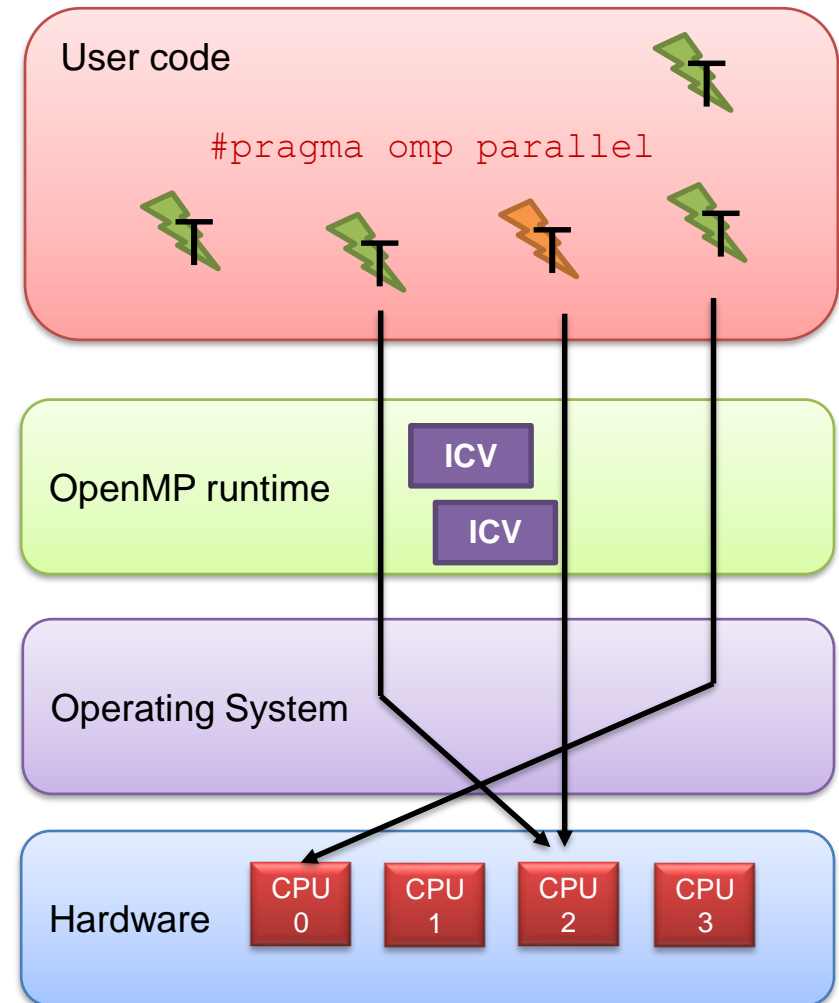 User code
T
#pragma omp parallel
T
T
T
T
ICV
OpenMP runtime
ICV
Operating System
Hardware
CPU
0
CPU
1
CPU
2
CPU
3